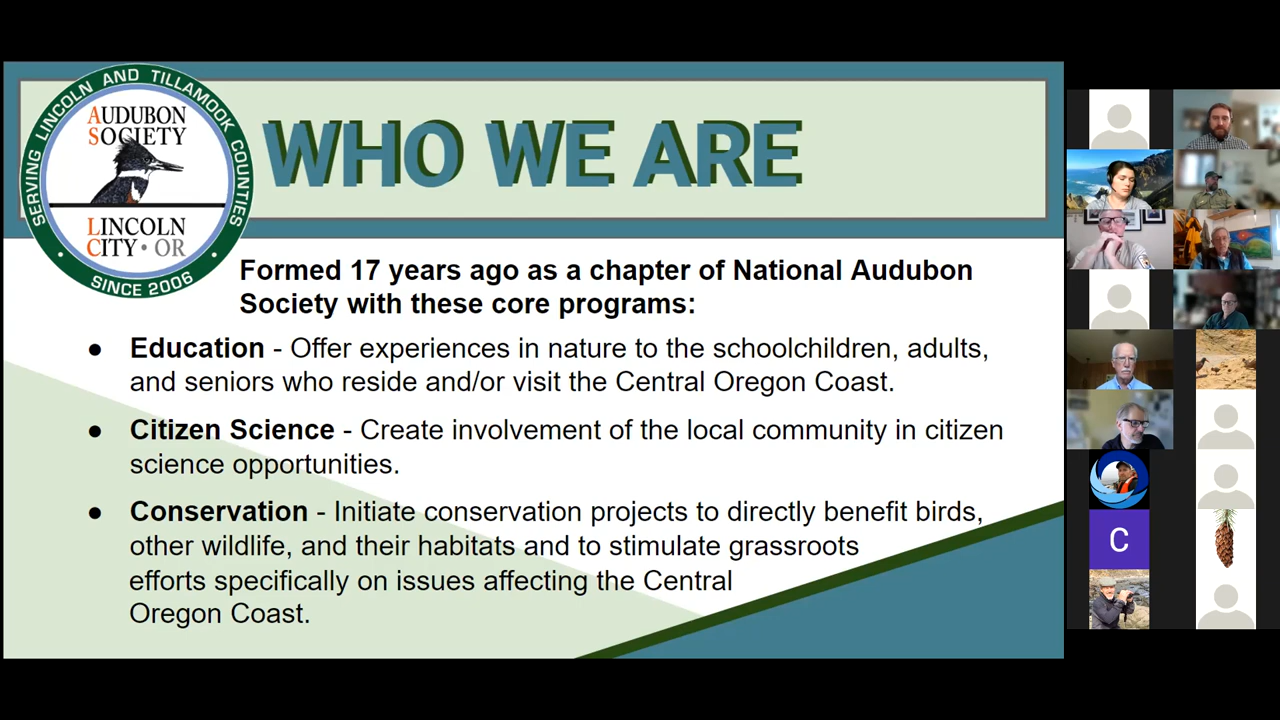 SERVING LINCOLN AND TILLAMOOK COUNTIES
AUDUBON
SOCIETY
LINCOLN
CITY • OR
• SINCE 2006 •
WHO WE ARE
Formed 17 years ago as a chapter of National Audubon
Society with these core programs:
● Education - Offer experiences in nature to the schoolchildren, adults,
and seniors who reside and/or visit the Central Oregon Coast.
● Citizen Science - Create involvement of the local community in citizen
science opportunities.
● Conservation - Initiate conservation projects to directly benefit birds,
other wildlife, and their habitats and to stimulate grassroots
efforts specifically on issues affecting the Central
Oregon Coast.
C